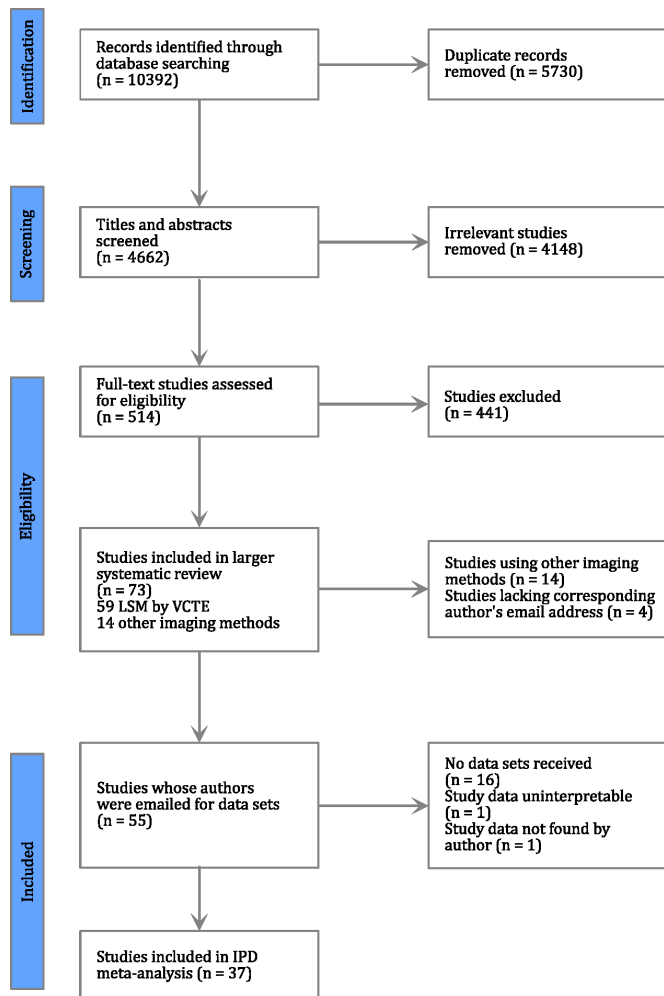 Identification
Records identified through
database searching
(n = 10392)
Duplicate records
removed (n = 5730)
Screening
Titles and abstracts
screened
(n = 4662)
Irrelevant studies
removed (n = 4148)
Eligibility
Full-text studies assessed
for eligibility
(n = 514)
Studies excluded
(n = 441)
Studies included in larger
systematic review
(n = 73)
59 LSM by VCTE
14 other imaging methods
Studies using other imaging
methods (n = 14)
Studies lacking corresponding
author's email address (n = 4)
Included
Studies whose authors
were emailed for data sets
(n = 55)
No data sets received
(n = 16)
Study data uninterpretable
(n = 1)
Study data not found by
author (n = 1)
Studies included in IPD
meta-analysis (n = 37)